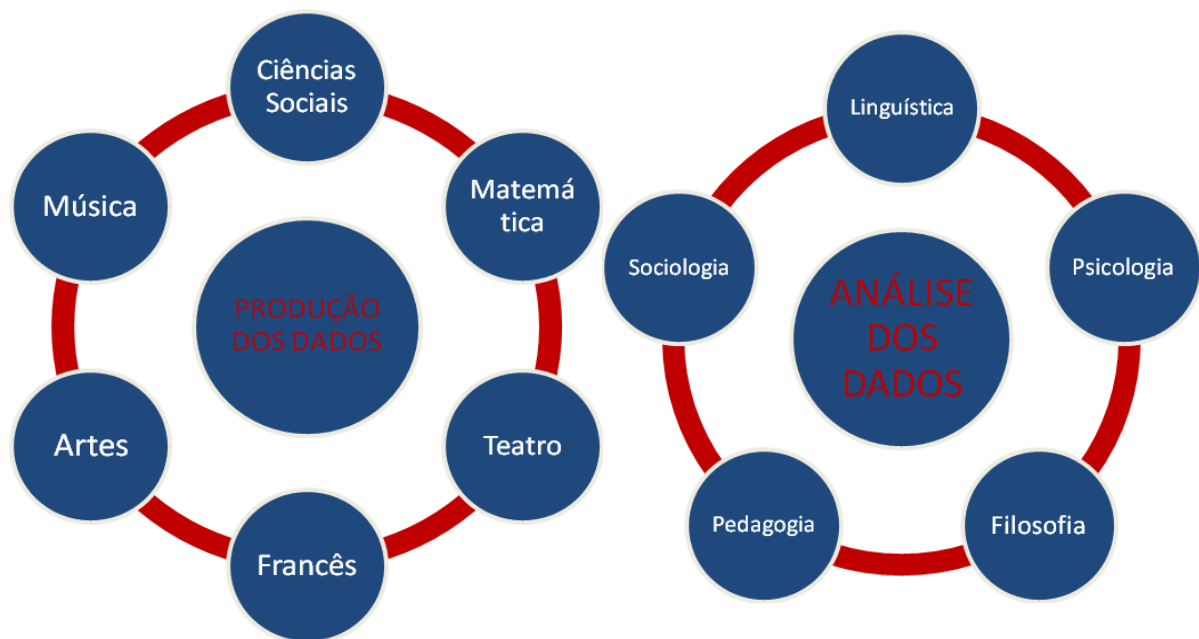 Ciências
Sociais
Matemá
tica
Teatro
Francês
Artes
Música
PRODUÇÃO
DOS DADOS
Linguística
Psicologia
Filosofia
Pedagogia
Sociologia
ANÁLISE
DOS
DADOS